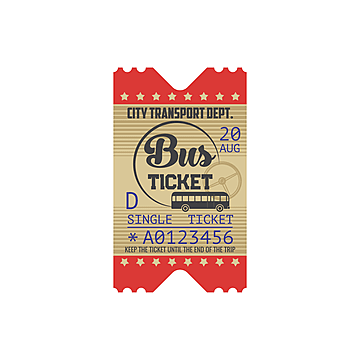 CITY TRANSPORT DEPT.
20
AUG
Bus
TICKET
D
SINGLE TICKET
*A0123456
KEEP THE TICKET UNTIL THE END OF THE TRIP